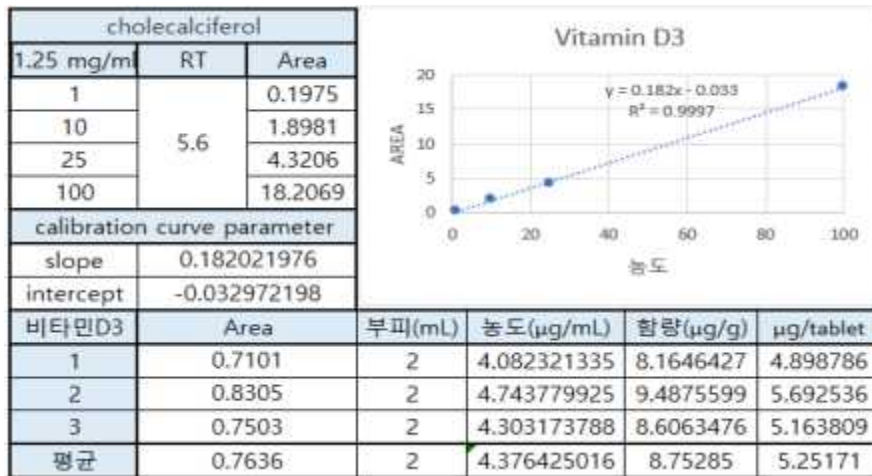 cholecalciferol
1.25 mg/ml RT Area
1 5.6 0.1975
10 1.8981
25 4.3206
100 18.2069
calibration curve parameter
slope 0.182021976
intercept -0.032972198
Vitamin D3
y = 0.182x - 0.033
R² = 0.9997
AREA
20
15
10
5
0
0 20 40 60 80 100
농도
비타민D3 Area 부피(mL) 농도(μg/mL) 함량(μg/g) μg/tablet
1 0.7101 2 4.082321335 8.1646427 4.898786
2 0.8305 2 4.743779925 9.4875599 5.692536
3 0.7503 2 4.303173788 8.6063476 5.163809
평균 0.7636 2 4.376425016 8.75285 5.25171